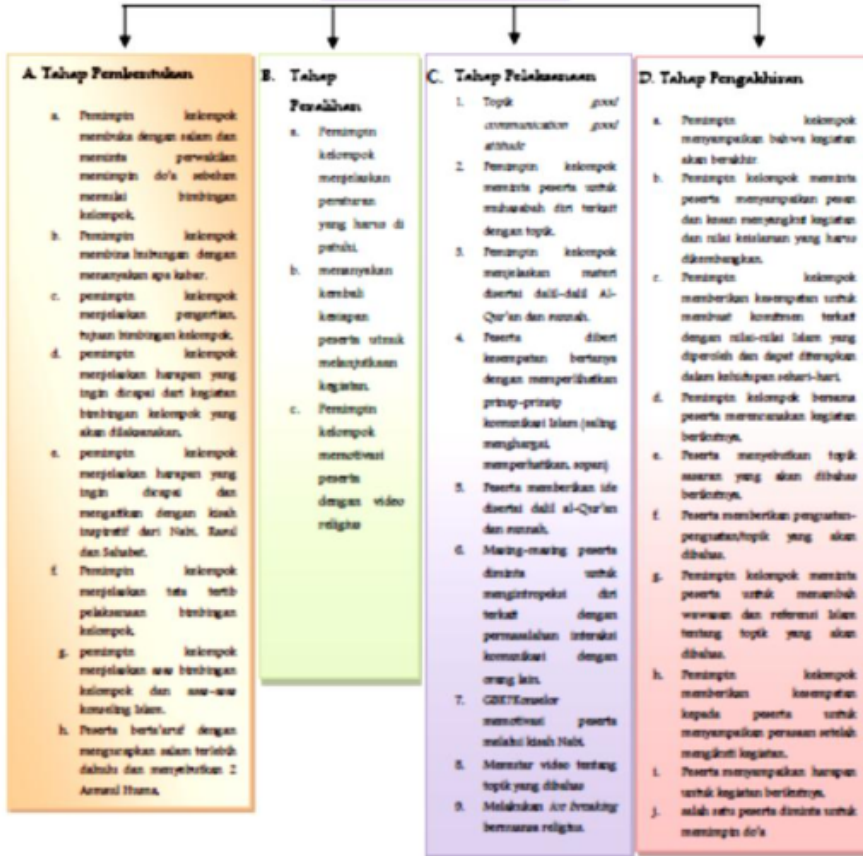 A. Tahap Pembentukan
a. Pemimpin kelompok
membuka dengan salam dan
meminta perwakilan
memimpin do'a sebelum
memulai bimbingan
kelompok.
b. Pemimpin kelompok
membina hubungan dengan
menanyakan apa kabar.
c. pemimpin kelompok
menjelaskan pengertian,
tujuan bimbingan kelompok.
d. pemimpin kelompok
menjelaskan harapan yang
ingin dicapai dari kegiatan
bimbingan kelompok yang
akan dilaksanakan.
e. pemimpin kelompok
menjelaskan harapan yang
ingin dicapai dan
mengaitkan dengan kisah
inspiratif dari Nabi, Rasul
dan Sahabat.
f. Pemimpin kelompok
menjelaskan tata tertib
pelaksanaan bimbingan
kelompok.
g. pemimpin kelompok
menjelaskan asas bimbingan
kelompok dan asas-asas
konseling Islam.
h. Peserta berta'aruf dengan
mengucapkan salam terlebih
dahulu dan menyebutkan 2
Asmaul Husna.
B. Tahap
Peralihan
a. Pemimpin
kelompok
menjelaskan
peraturan
yang harus di
patuhi.
b. menanyakan
kembali
kesiapan
peserta untuk
melanjutkaan
kegiatan.
c. Pemimpin
kelompok
memotivasi
peserta
dengan video
religius
C. Tahap Pelaksanaan
1. Topik good
communication good
attitude
2. Pemimpin kelompok
meminta peserta untuk
muhasabah diri terkait
dengan topik.
3. Pemimpin kelompok
menjelaskan materi
disertai dalil-dalil Al-
Qur'an dan sunnah.
4. Peserta diberi
kesempatan bertanya
dengan memperlihatkan
prinsip-prinsip
komunikasi Islam (saling
menghargai,
memperhatikan, sopan)
5. Peserta memberikan ide
disertai dalil al-Qur'an
dan sunnah.
6. Masing-masing peserta
diminta untuk
mengintropeksi diri
terkait dengan
permasalahan interaksi
komunikasi dengan
orang lain.
7. GBK/Konselor
memotivasi peserta
melalui kisah Nabi.
8. Memutar video tentang
topik yang dibahas
9. Melakukan Ice breaking
bernuansa religius.
D. Tahap Pengakhiran
a. Pemimpin kelompok
menyampaikan bahwa kegiatan
akan berakhir.
b. Pemimpin kelompok meminta
peserta menyampaikan pesan
dan kesan menyangkut kegiatan
dan nilai keislaman yang harus
dikembangkan.
c. Pemimpin kelompok
memberikan kesempatan untuk
membuat komitmen terkait
dengan nilai-nilai Islam yang
diperoleh dan dapat diterapkan
dalam kehidupan sehari-hari.
d. Pemimpin kelompok bersama
peserta merencanakan kegiatan
berikutnya.
e. Peserta menyebutkan topik
sasaran yang akan dibahas
berikutnya.
f. Peserta memberikan penguatan-
penguatan/topik yang akan
dibahas.
g. Pemimpin kelompok meminta
peserta untuk menambah
wawasan dan referensi Islam
tentang topik yang akan
dibahas.
h. Pemimpin kelompok
memberikan kesempatan
kepada peserta untuk
menyampaikan perasaan setelah
mengikuti kegiatan.
i. Peserta menyampaikan harapan
untuk kegiatan berikutnya.
j. salah satu peserta diminta untuk
memimpin do'a